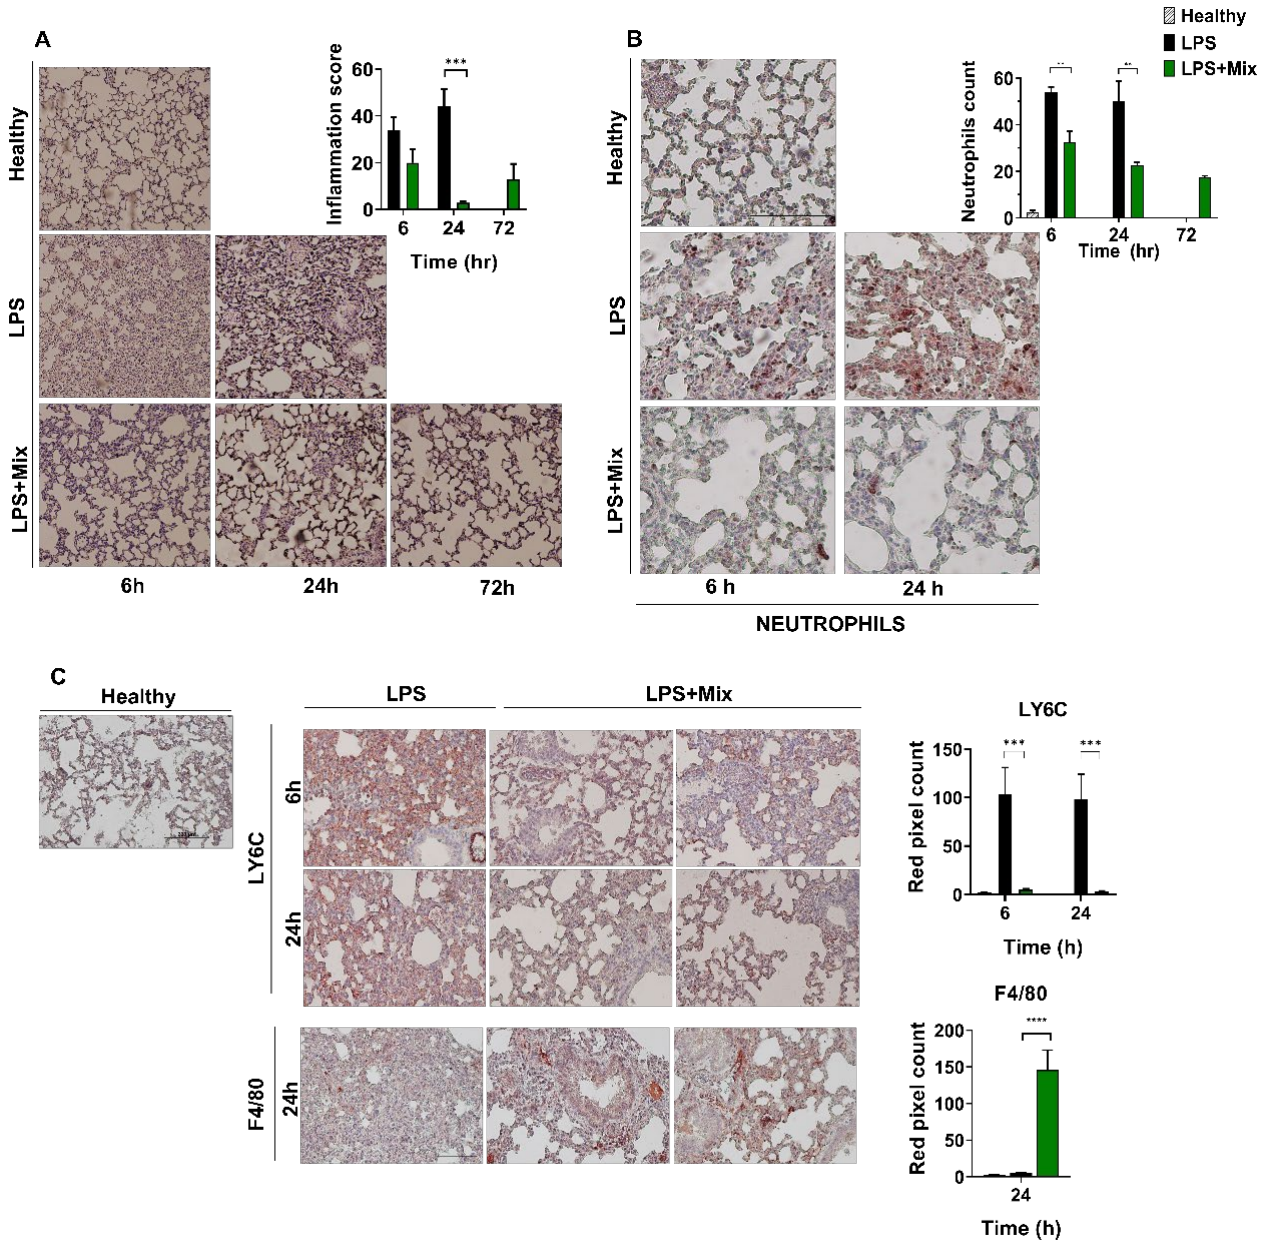 Healthy
LPS
LPS+Mix
A
Healthy
LPS
LPS+Mix
6h
24h
72h
Inflammation score
60
40
20
0
***
6
24
72
Time (hr)
B
Healthy
LPS
LPS+Mix
6 h
24 h
NEUTROPHILS
Neutrophils count
60
40
20
0
6
24
72
Time (hr)
C
Healthy
LPS
LPS+Mix
LY6C
6h
24h
F4/80
24h
LY6C
Red pixel count
150
100
50
0
***
***
6
24
Time (h)
F4/80
Red pixel count
200
150
100
50
0
****
24
Time (h)